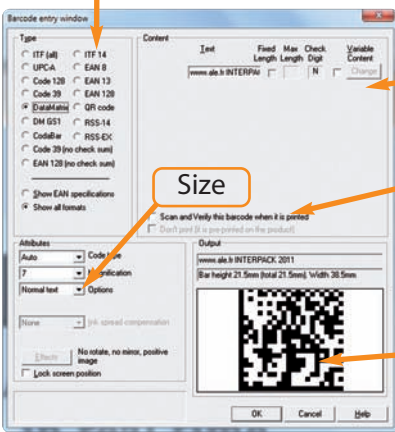 Barcode entry window
Type
ITF (all)
ITF 14
UPC-A
EAN 8
Code 128
EAN 13
Code 39
EAN 128
DataMatrix
QR code
DM GS1
RSS-14
CodaBar
RSS-EX
Code 39 (no check sum)
EAN 128 (no check sum)
Show EAN specifications
Show all formats
Content
Text
Fixed Length
Max Length
Check Digit
Variable Content
www.ale.fr INTERPA
N
Change
Size
Scan and Verify this barcode when it is printed
Don't print (it is pre-printed on the product)
Attributes
Auto
Code type
7
Magnification
Normal text
Options
None
Ink spread compensation
Effects
No rotate, no mirror, positive image
Lock screen position
Output
www.ale.fr INTERPACK 2011
Bar height 21.5mm (total 21.5mm). Width 38.5mm
OK
Cancel
Help